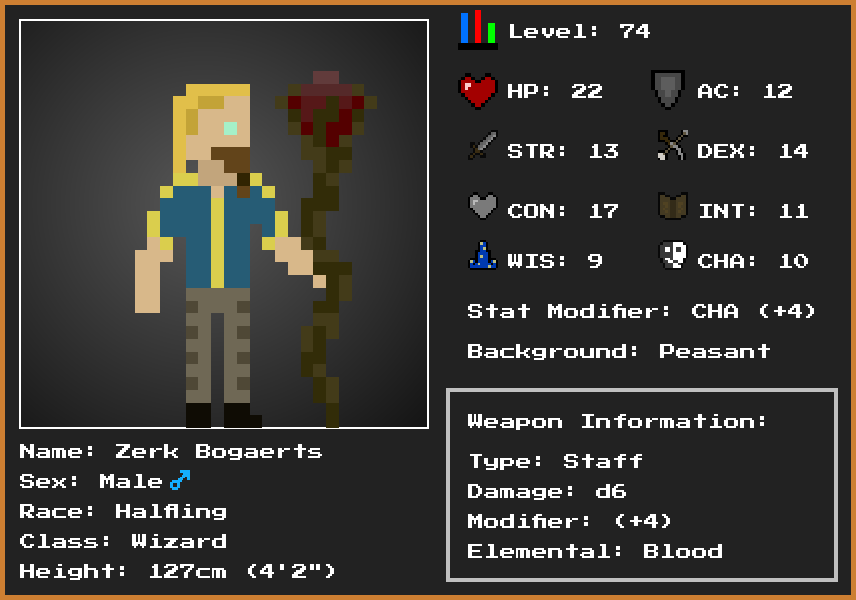 Level: 74
HP: 22
AC: 12
STR: 13
DEX: 14
CON: 17
INT: 11
WIS: 9
CHA: 10
Stat Modifier: CHA (+4)
Background: Peasant
Name: Zerk Bogaerts
Sex: Male ♂
Race: Halfling
Class: Wizard
Height: 127cm (4'2")
Weapon Information:
Type: Staff
Damage: d6
Modifier: (+4)
Elemental: Blood